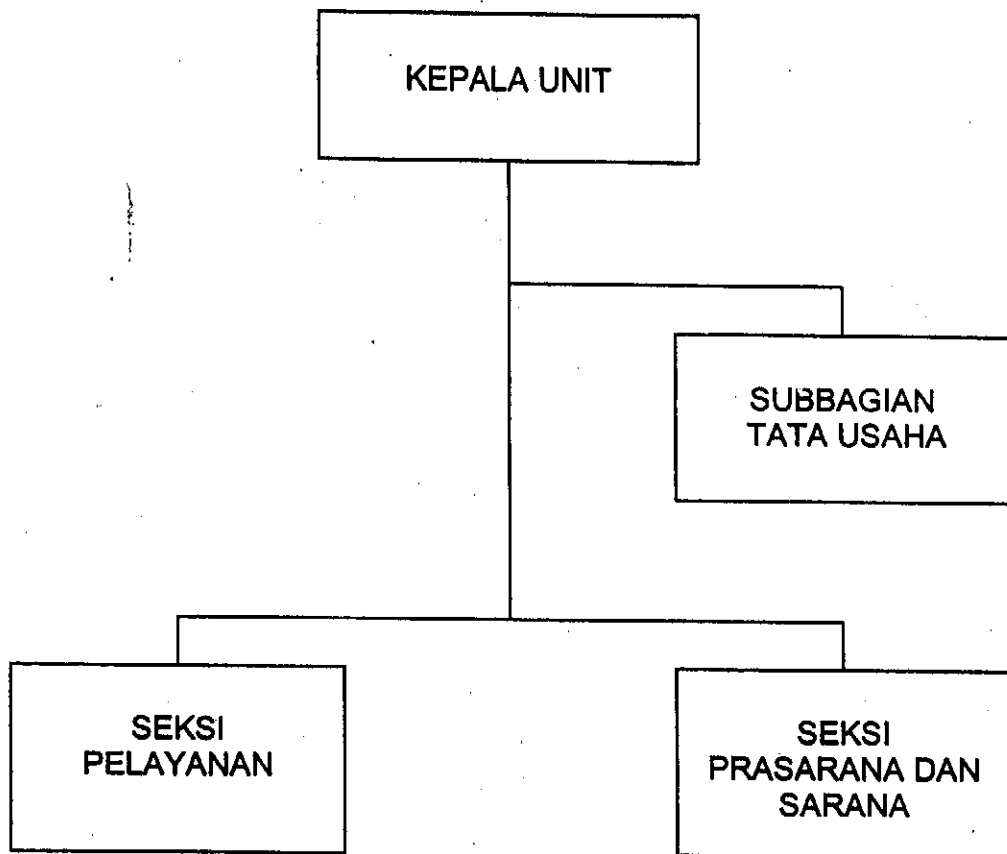 KEPALA UNIT
SUBBAGIAN
TATA USAHA
SEKSI
PELAYANAN
SEKSI
PRASARANA DAN
SARANA